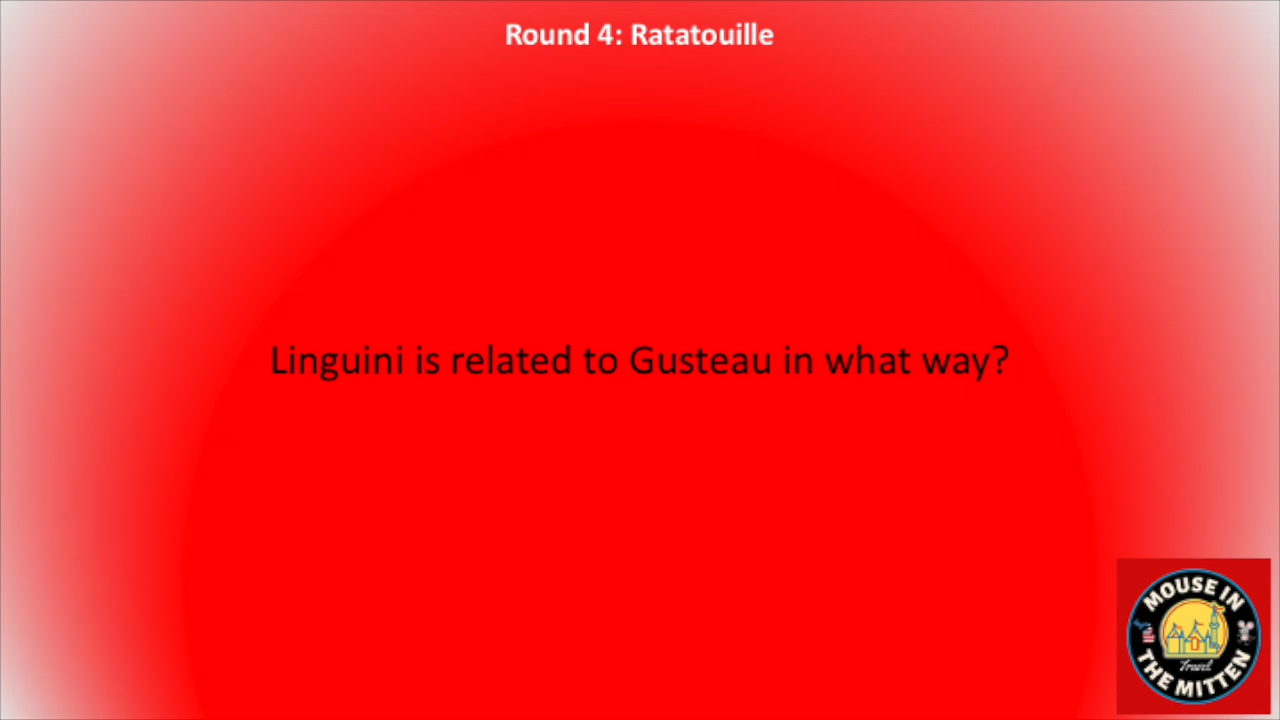 Round 4: Ratatouille
Linguini is related to Gusteau in what way?
MOUSE IN
Travel
THE MITTEN